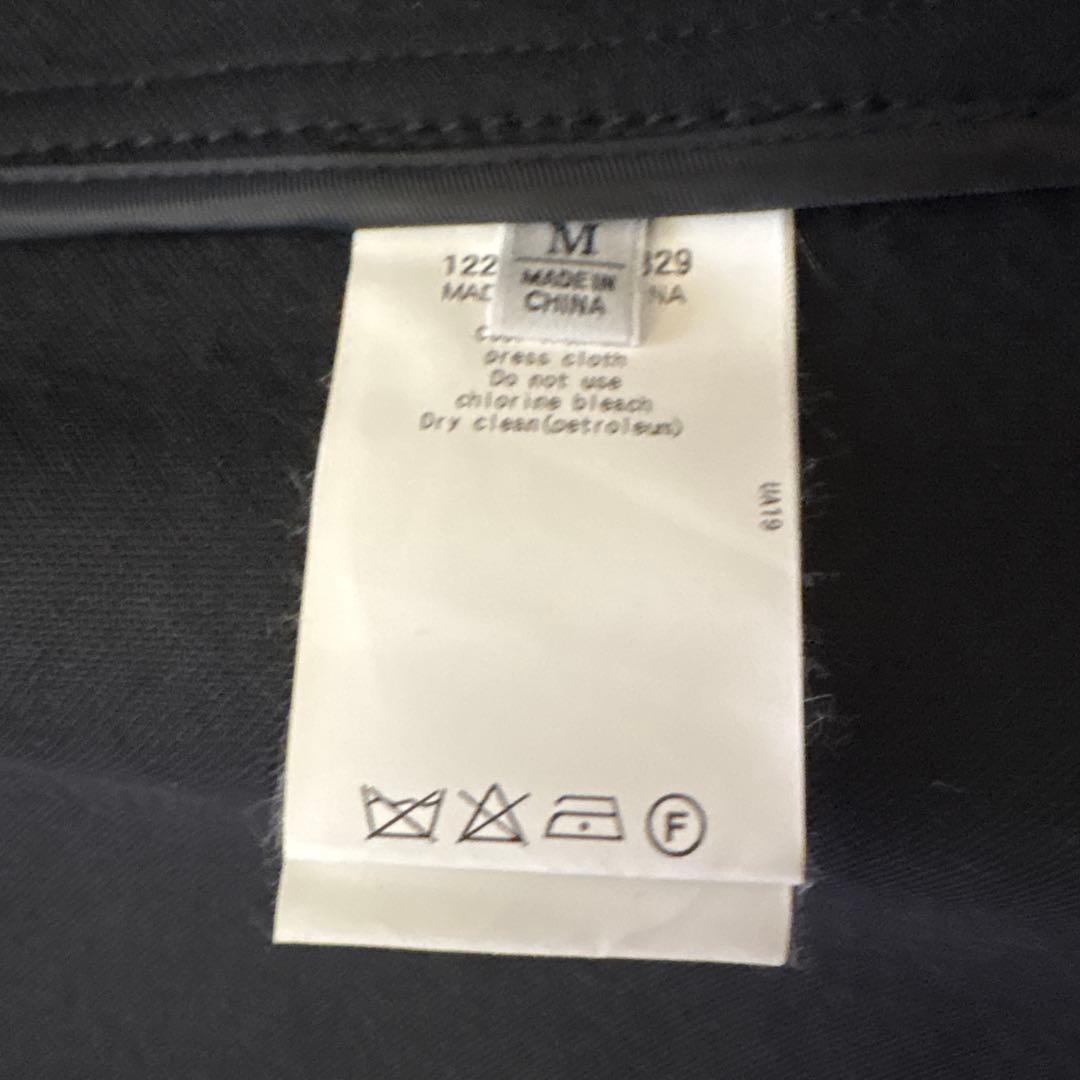 M
MADE IN
CHINA
122
329
MAD
NA
press cloth
Do not use
chlorine bleach
Dry clean(petroleum)
UA19
F